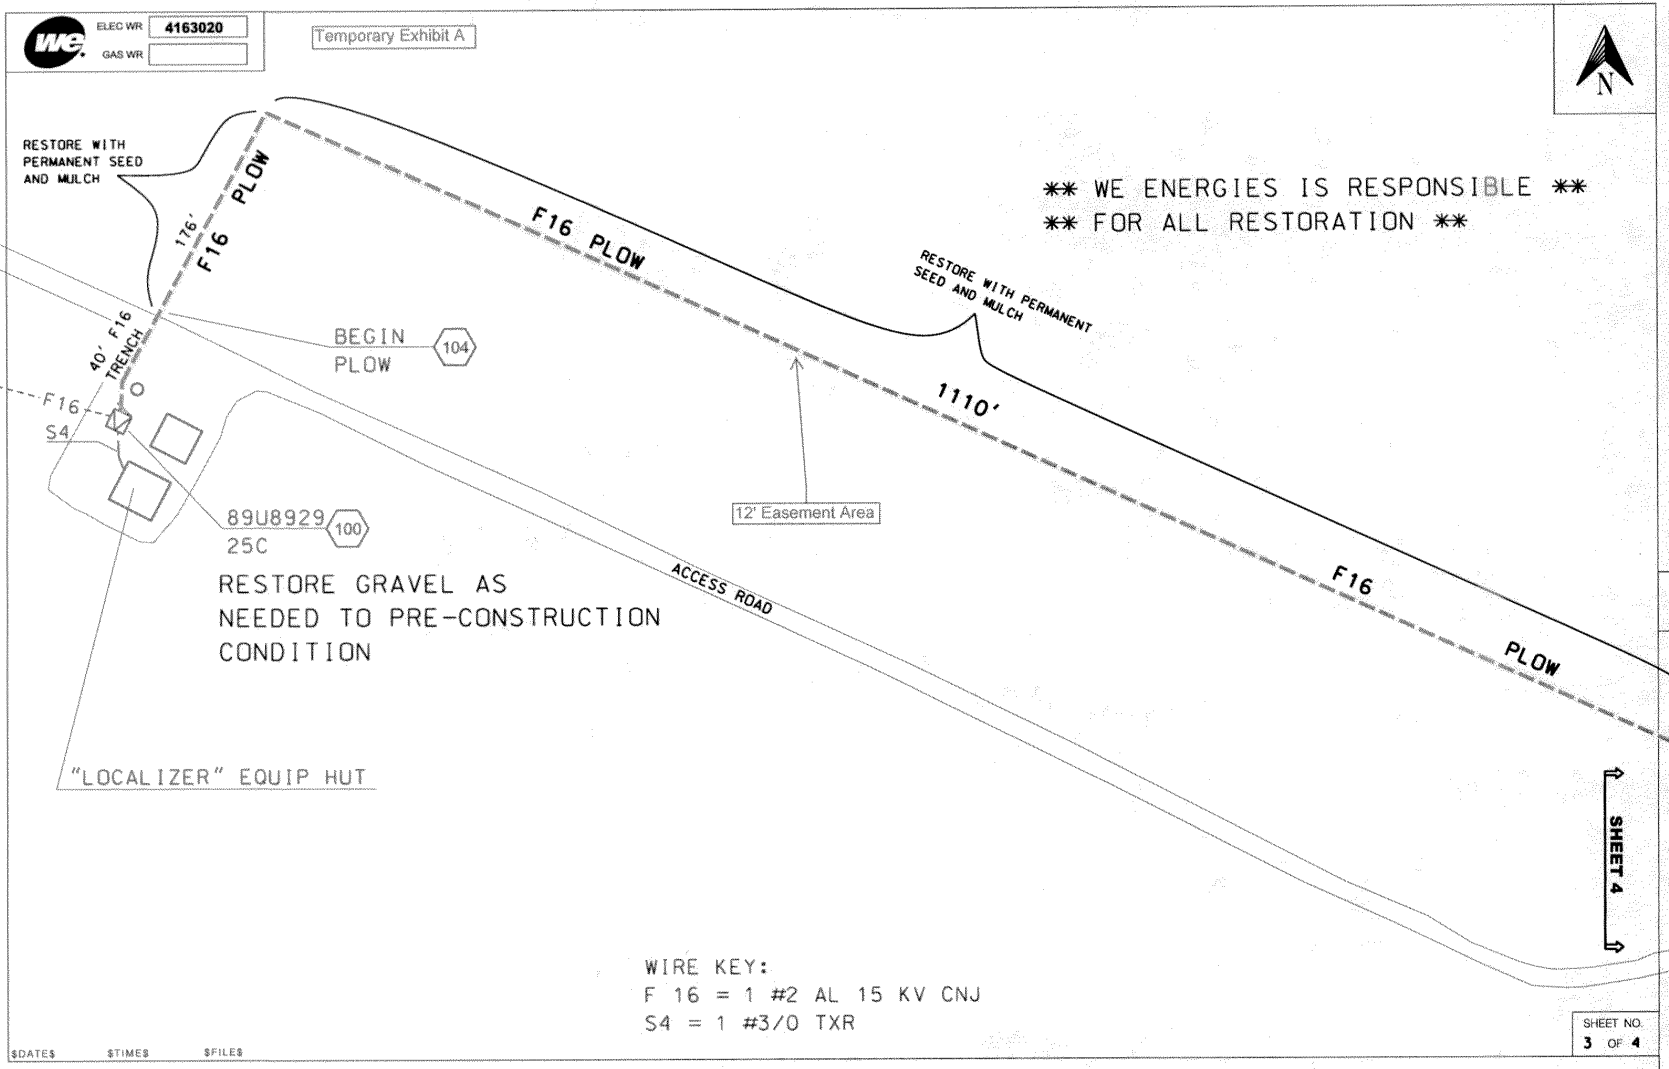 we
ELEC WR 4163020
GAS WR
Temporary Exhibit A
N
RESTORE WITH
PERMANENT SEED
AND MULCH
176'
F16 PLOW
F16 PLOW
** WE ENERGIES IS RESPONSIBLE **
** FOR ALL RESTORATION **
RESTORE WITH PERMANENT
SEED AND MULCH
40' F16
TRENCH
BEGIN
PLOW
104
F16
S4
1110'
12' Easement Area
89U8929
25C
100
F16
PLOW
ACCESS ROAD
RESTORE GRAVEL AS
NEEDED TO PRE-CONSTRUCTION
CONDITION
"LOCALIZER" EQUIP HUT
SHEET 4
WIRE KEY:
F 16 = 1 #2 AL 15 KV CNJ
S4 = 1 #3/0 TXR
SHEET NO.
3 OF 4
$DATE$ $TIME$ $FILE$